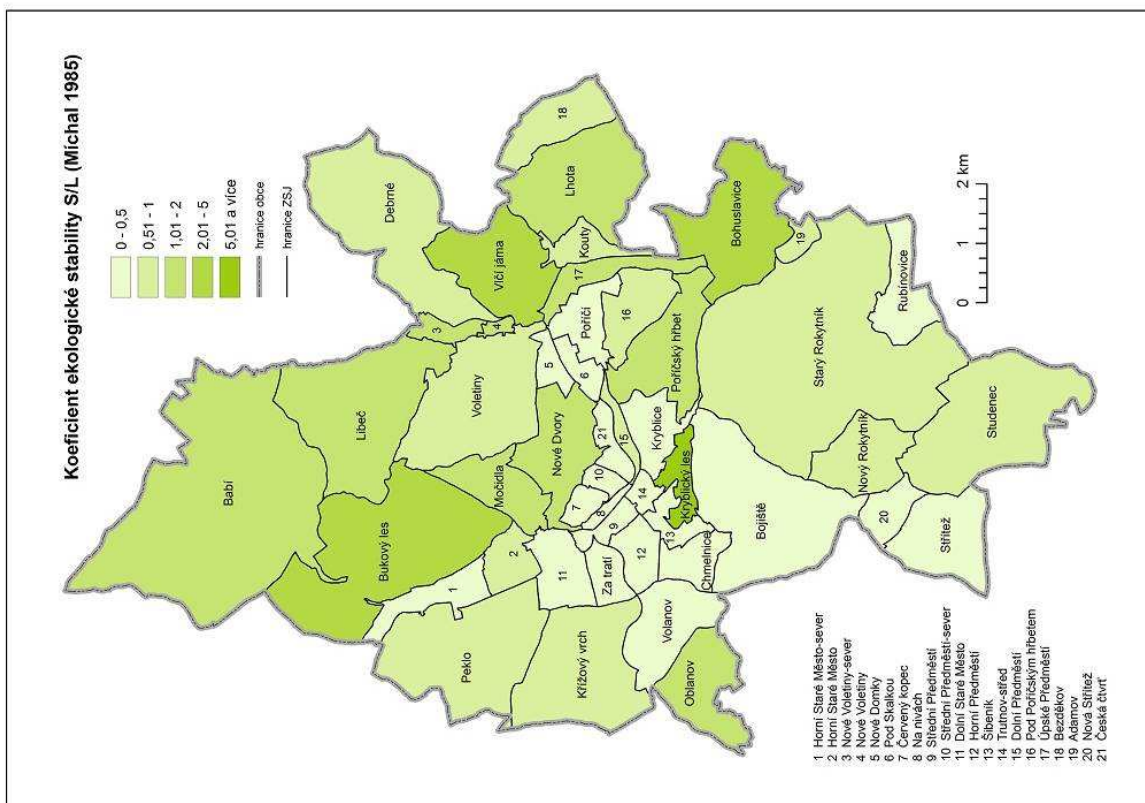 Koeficient ekologické stability S/L (Míchal 1985)
0 - 0,5
0,51 - 1
1,01 - 2
2,01 - 5
5,01 a více
hranice obce
hranice ZSJ
Babí
Debrné
18
Lhota
Libeč
Bukový les
3
4
Vlčí jáma
Kouty
17
Voletiny
Močidla
Nové Dvory
5
6
Poříčí
16
Poříčský hřbet
Bohuslavice
19
1
2
Peklo
Křížový vrch
11
Za tratí
12
7
8
9
10
21
15
14
13
Kryblice
Kryblický les
Chmelnice
Volanov
Oblanov
Bojiště
Starý Rokytník
Rubínovice
Nový Rokytník
20
Střítež
Studenec
0 1 2 km
1 Horní Staré Město-sever
2 Horní Staré Město
3 Nové Voletiny-sever
4 Nové Voletiny
5 Nové Domky
6 Pod Skalkou
7 Červený kopec
8 Na nivách
9 Střední Předměstí
10 Střední Předměstí-sever
11 Dolní Staré Město
12 Horní Předměstí
13 Šibeník
14 Trutnov-střed
15 Dolní Předměstí
16 Pod Poříčským hřbetem
17 Úpské Předměstí
18 Bezděkov
19 Adamov
20 Nová Střítež
21 Česká čtvrť